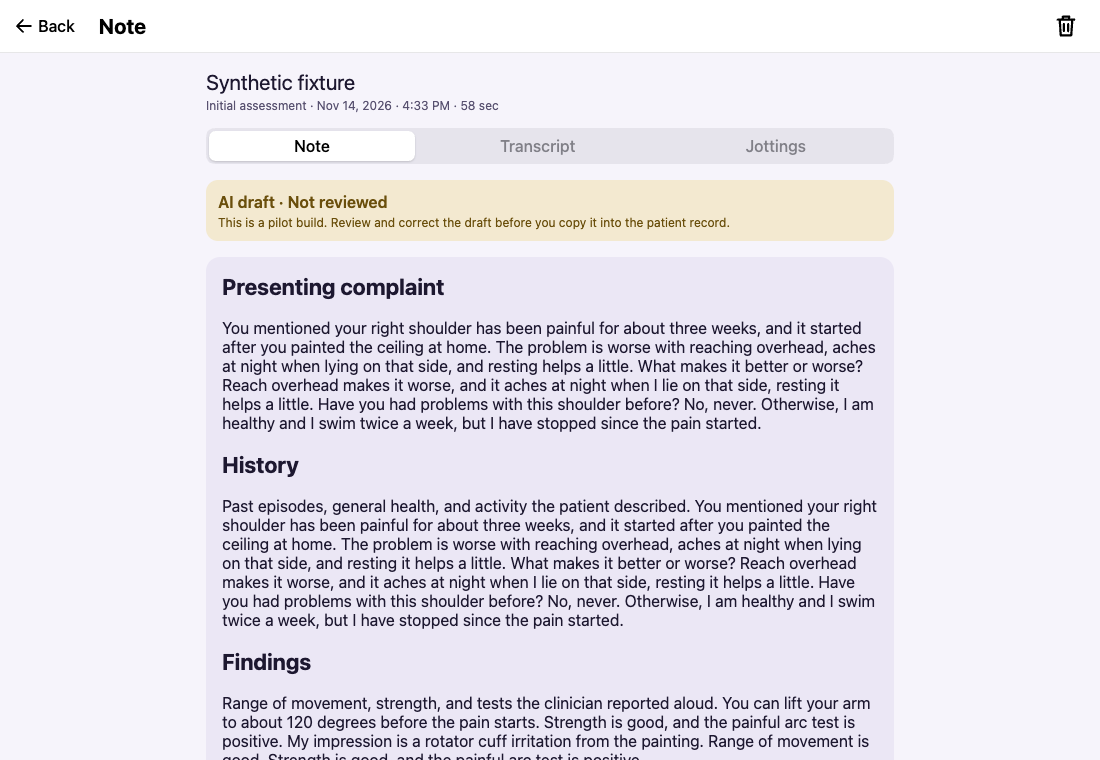 Back
Note
Synthetic fixture
Initial assessment · Nov 14, 2026 · 4:33 PM · 58 sec
Note
Transcript
Jottings
AI draft · Not reviewed
This is a pilot build. Review and correct the draft before you copy it into the patient record.
Presenting complaint
You mentioned your right shoulder has been painful for about three weeks, and it started
after you painted the ceiling at home. The problem is worse with reaching overhead, aches
at night when lying on that side, and resting helps a little. What makes it better or worse?
Reach overhead makes it worse, and it aches at night when I lie on that side, resting it
helps a little. Have you had problems with this shoulder before? No, never. Otherwise, I am
healthy and I swim twice a week, but I have stopped since the pain started.
History
Past episodes, general health, and activity the patient described. You mentioned your right
shoulder has been painful for about three weeks, and it started after you painted the
ceiling at home. The problem is worse with reaching overhead, aches at night when lying
on that side, and resting it helps a little. What makes it better or worse? Reach overhead
makes it worse, and it aches at night when I lie on that side, resting it helps a little. Have
you had problems with this shoulder before? No, never. Otherwise, I am healthy and I swim
twice a week, but I have stopped since the pain started.
Findings
Range of movement, strength, and tests the clinician reported aloud. You can lift your arm
to about 120 degrees before the pain starts. Strength is good, and the painful arc test is
positive. My impression is a rotator cuff irritation from the painting. Range of movement is
good. Strength is good, and the painful arc test is positive.